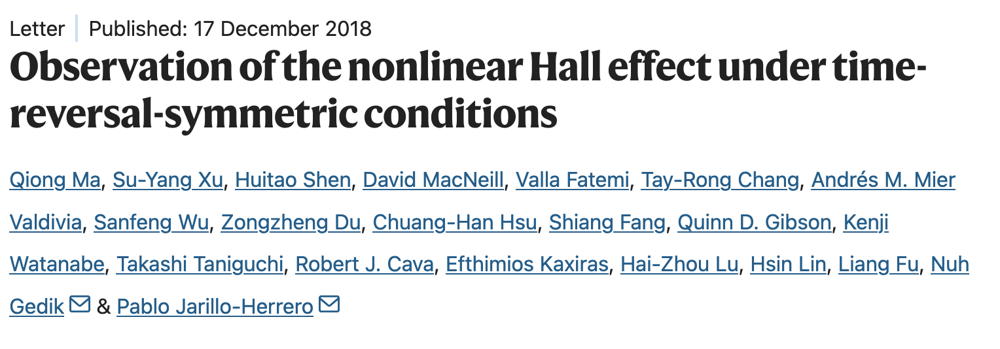 Letter | Published: 17 December 2018
Observation of the nonlinear Hall effect under time-
reversal-symmetric conditions
Qiong Ma, Su-Yang Xu, Huitao Shen, David MacNeill, Valla Fatemi, Tay-Rong Chang, Andrés M. Mier
Valdivia, Sanfeng Wu, Zongzheng Du, Chuang-Han Hsu, Shiang Fang, Quinn D. Gibson, Kenji
Watanabe, Takashi Taniguchi, Robert J. Cava, Efthimios Kaxiras, Hai-Zhou Lu, Hsin Lin, Liang Fu, Nuh
Gedik & Pablo Jarillo-Herrero